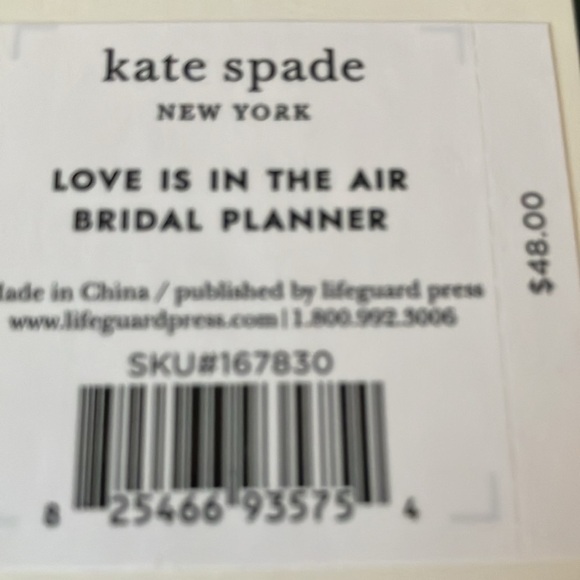 kate spade
NEW YORK
LOVE IS IN THE AIR
BRIDAL PLANNER
$48.00
Made in China / published by lifeguard press
www.lifeguardpress.com | 1.800.992.3006
SKU#167830
8 25466 93575 4